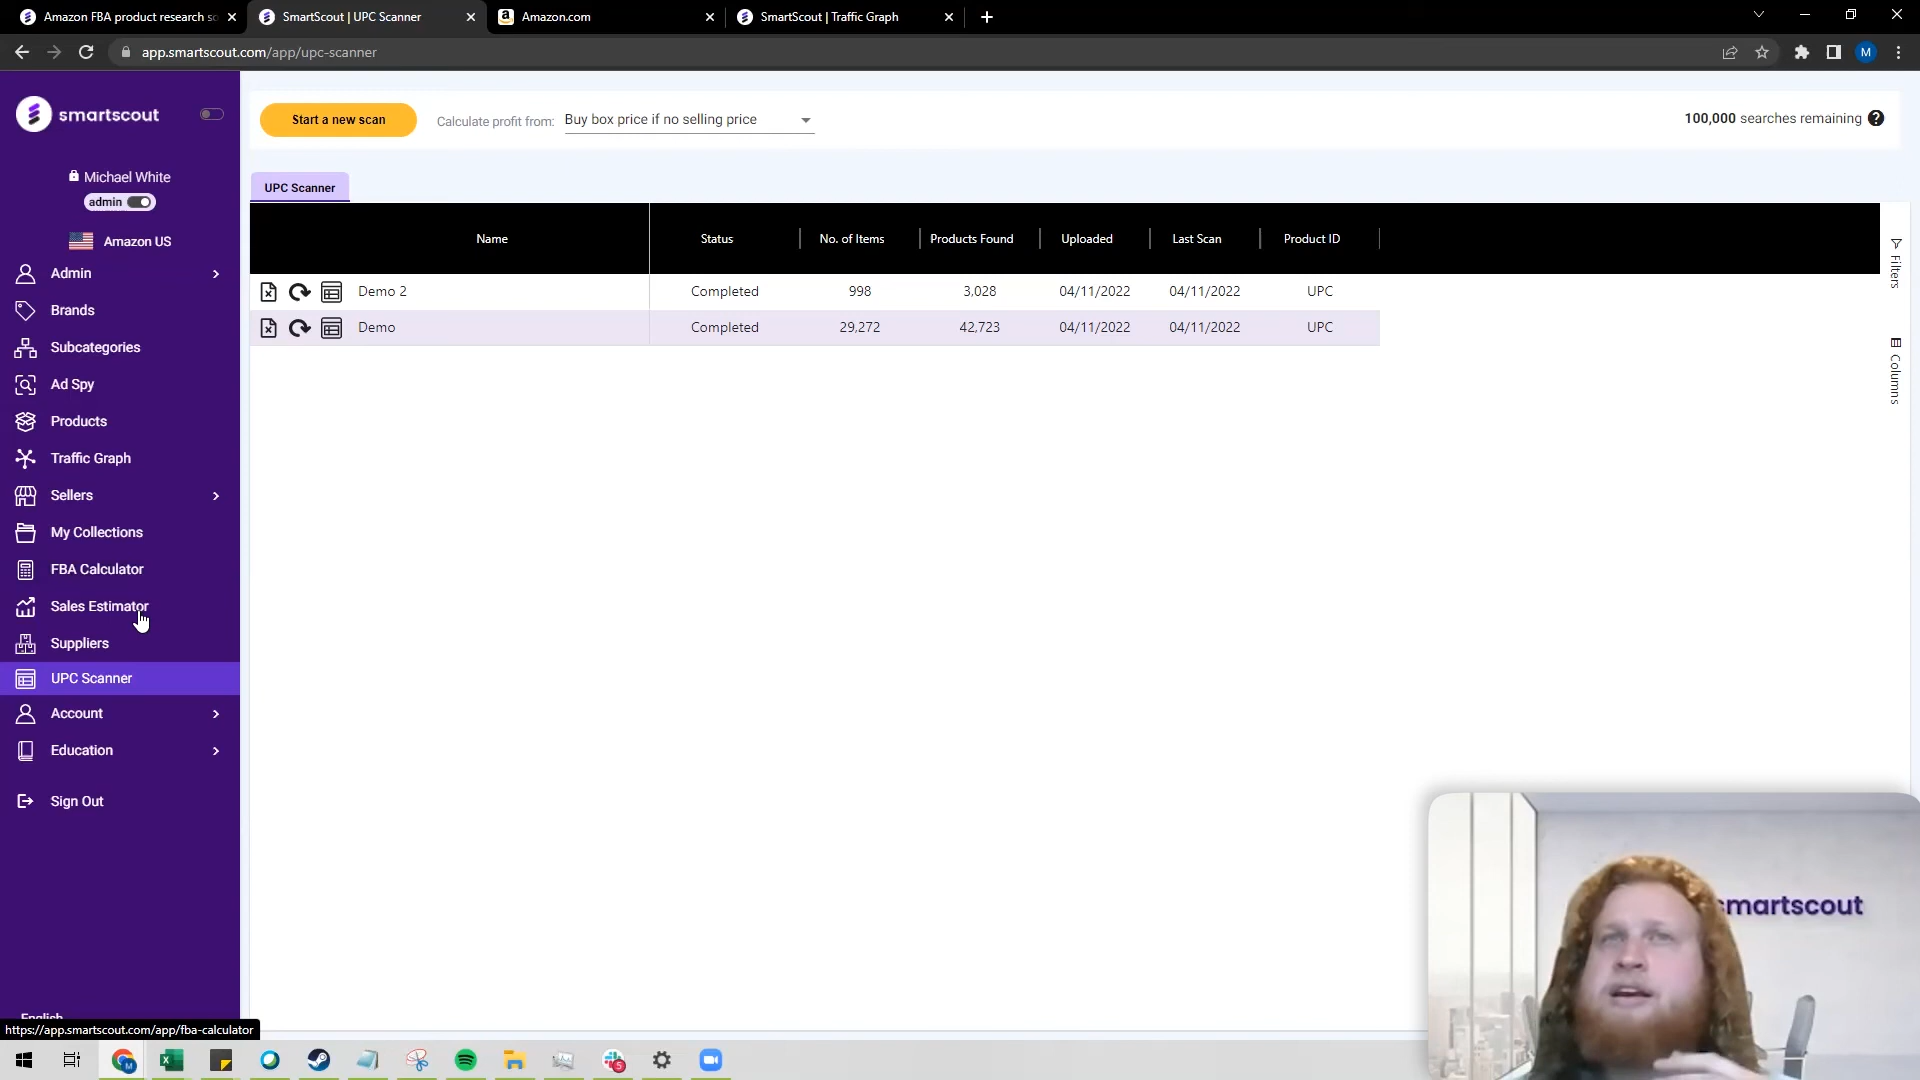 Amazon FBA product research so
SmartScout | UPC Scanner
Amazon.com
SmartScout | Traffic Graph
app.smartscout.com/app/upc-scanner
M
smartscout
Start a new scan
Calculate profit from:
Buy box price if no selling price
100,000 searches remaining ?
Michael White
admin
Amazon US
UPC Scanner
Name
Status
No. of Items
Products Found
Uploaded
Last Scan
Product ID
Filters
Columns
Demo 2
Completed
998
3,028
04/11/2022
04/11/2022
UPC
Demo
Completed
29,272
42,723
04/11/2022
04/11/2022
UPC
Admin
Brands
Subcategories
Ad Spy
Products
Traffic Graph
Sellers
My Collections
FBA Calculator
Sales Estimator
Suppliers
UPC Scanner
Account
Education
Sign Out
English
https://app.smartscout.com/app/fba-calculator
smartscout